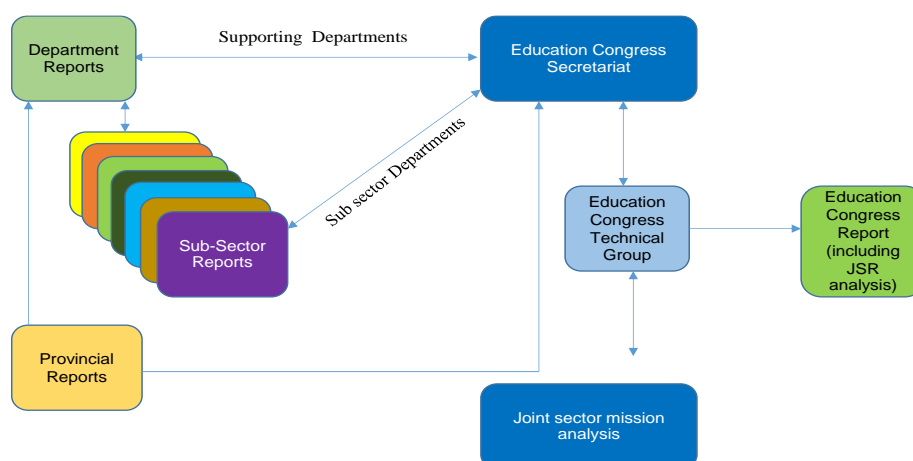 Department
Reports
Supporting Departments
Education Congress
Secretariat
Sub sector Departments
Sub-Sector
Reports
Education
Congress
Technical
Group
Education
Congress
Report
(including
JSR
analysis)
Provincial
Reports
Joint sector mission
analysis